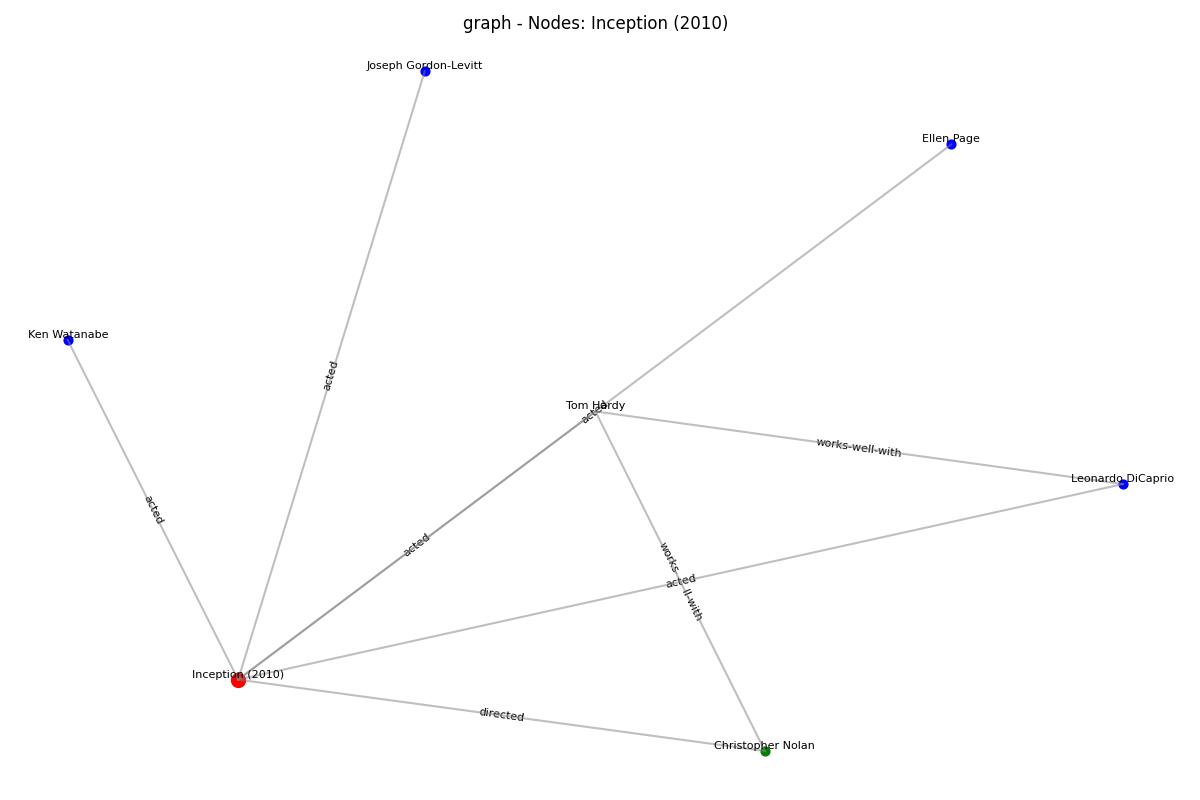 graph - Nodes: Inception (2010)
Joseph Gordon-Levitt
Ellen Page
Ken Watanabe
acted
Tom Hardy
acted
works-well-with
Leonardo DiCaprio
acted
acted
works- ll-with
acted
Inception (2010)
directed
Christopher Nolan